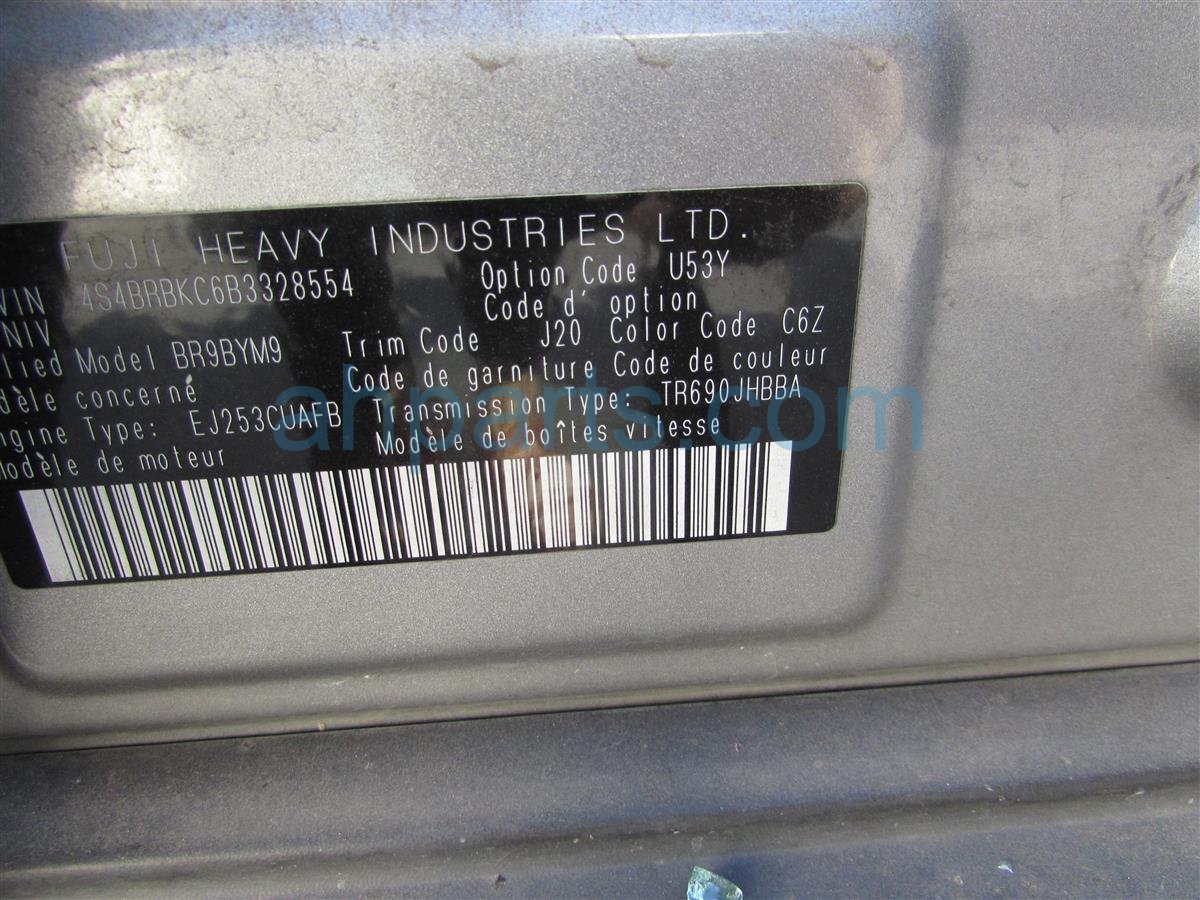 FUJI HEAVY INDUSTRIES LTD.
VIN 4S4BRBKC6B3328554 Option Code U53Y
NIV Code d' option
lied Model BR9BYM9 Trim Code J20 Color Code C6Z
dèle concerné Code de garniture Code de couleur
ngine Type: EJ253CUAFB Transmission Type: TR690JHBBA
Modèle de moteur Modèle de boîtes vitesse
ahparts.com